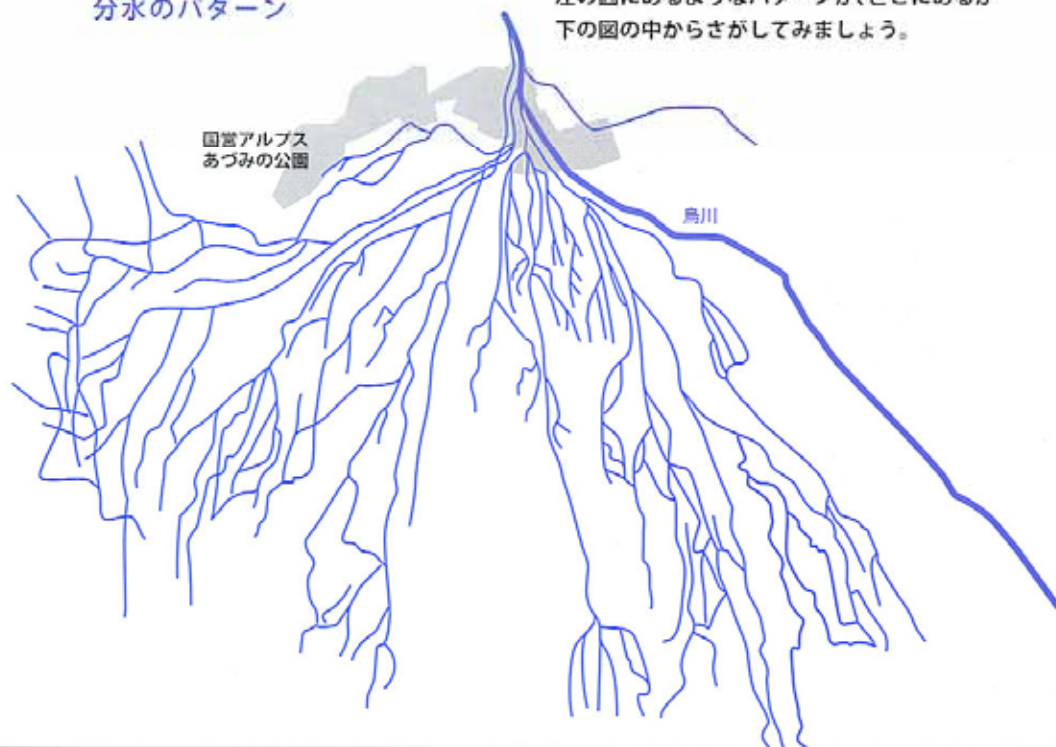 分水のパターン
下の図の中からさがしてみましょう。
国営アルプス
あづみの公園
烏川